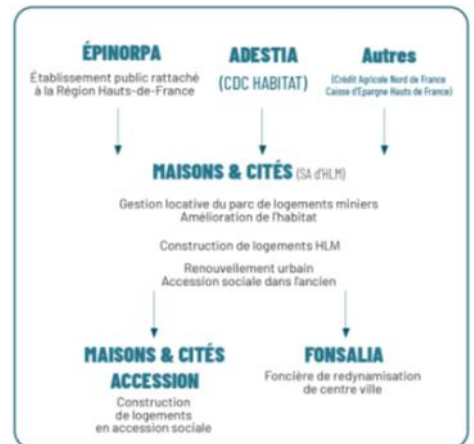 ÉPINORPA
Établissement public rattaché
à la Région Hauts-de-France
ADESTIA
(CDC HABITAT)
Autres
(Crédit Agricole Nord de France
Caisse d'Epargne Hauts de France)
MAISONS & CITÉS (SA d'HLM)
Gestion locative du parc de logements miniers
Amélioration de l'habitat
Construction de logements HLM
Renouvellement urbain
Accession sociale dans l'ancien
MAISONS & CITÉS
ACCESSION
Construction
de logements
en accession sociale
FONSALIA
Foncière de redynamisation
de centre ville